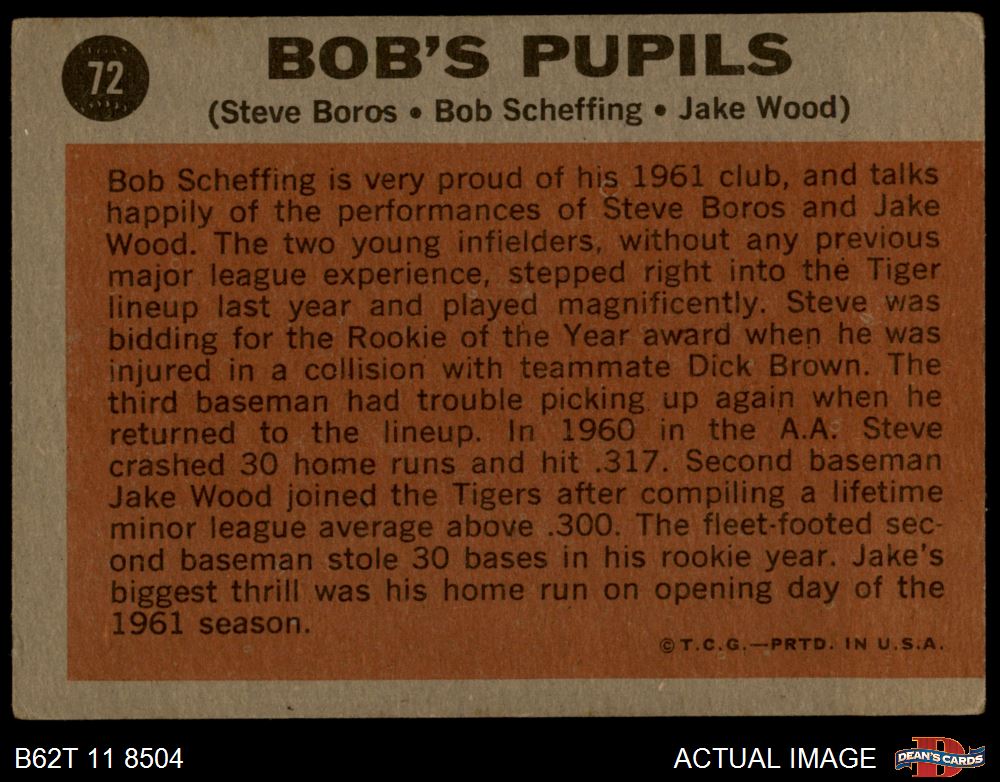 72
BOB'S PUPILS
(Steve Boros • Bob Scheffing • Jake Wood)
Bob Scheffing is very proud of his 1961 club, and talks
happily of the performances of Steve Boros and Jake
Wood. The two young infielders, without any previous
major league experience, stepped right into the Tiger
lineup last year and played magnificently. Steve was
bidding for the Rookie of the Year award when he was
injured in a collision with teammate Dick Brown. The
third baseman had trouble picking up again when he
returned to the lineup. In 1960 in the A.A. Steve
crashed 30 home runs and hit .317. Second baseman
Jake Wood joined the Tigers after compiling a lifetime
minor league average above .300. The fleet-footed sec-
ond baseman stole 30 bases in his rookie year. Jake's
biggest thrill was his home run on opening day of the
1961 season.
© T.C.G.—PRTD. IN U.S.A.
B62T 11 8504
ACTUAL IMAGE
D
DEAN'S CARDS